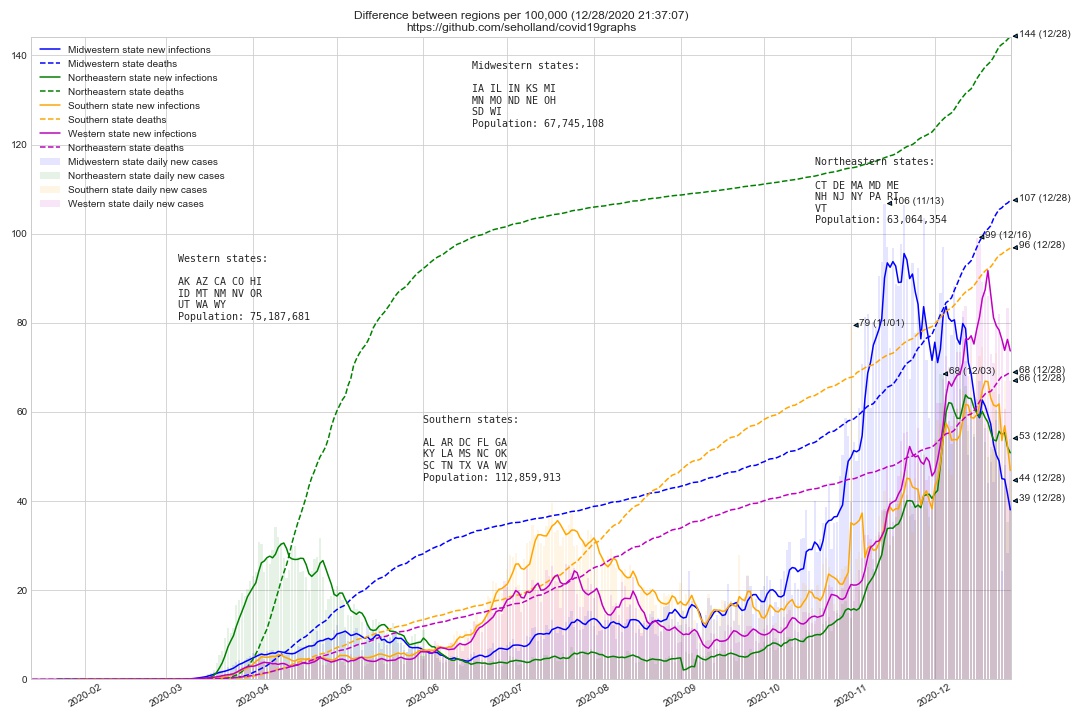 Difference between regions per 100,000 (12/28/2020 21:37:07)
https://github.com/seholland/covid19graphs
Midwestern state new infections
Midwestern state deaths
Northeastern state new infections
Northeastern state deaths
Southern state new infections
Southern state deaths
Western state new infections
Northeastern state deaths
Midwestern state daily new cases
Northeastern state daily new cases
Southern state daily new cases
Western state daily new cases
Midwestern states:
IA IL IN KS MI
MN MO ND NE OH
SD WI
Population: 67,745,108
Northeastern states:
CT DE MA MD ME
NH NJ NY PA RI
VT
Population: 63,064,354
Western states:
AK AZ CA CO HI
ID MT NM NV OR
UT WA WY
Population: 75,187,681
Southern states:
AL AR DC FL GA
KY LA MS NC OK
SC TN TX VA WV
Population: 112,859,913
144 (12/28)
107 (12/28)
106 (11/13)
99 (12/16)
96 (12/28)
79 (11/01)
68 (12/03)
68 (12/28)
66 (12/28)
53 (12/28)
44 (12/28)
39 (12/28)
140
120
100
80
60
40
20
0
2020-02
2020-03
2020-04
2020-05
2020-06
2020-07
2020-08
2020-09
2020-10
2020-11
2020-12